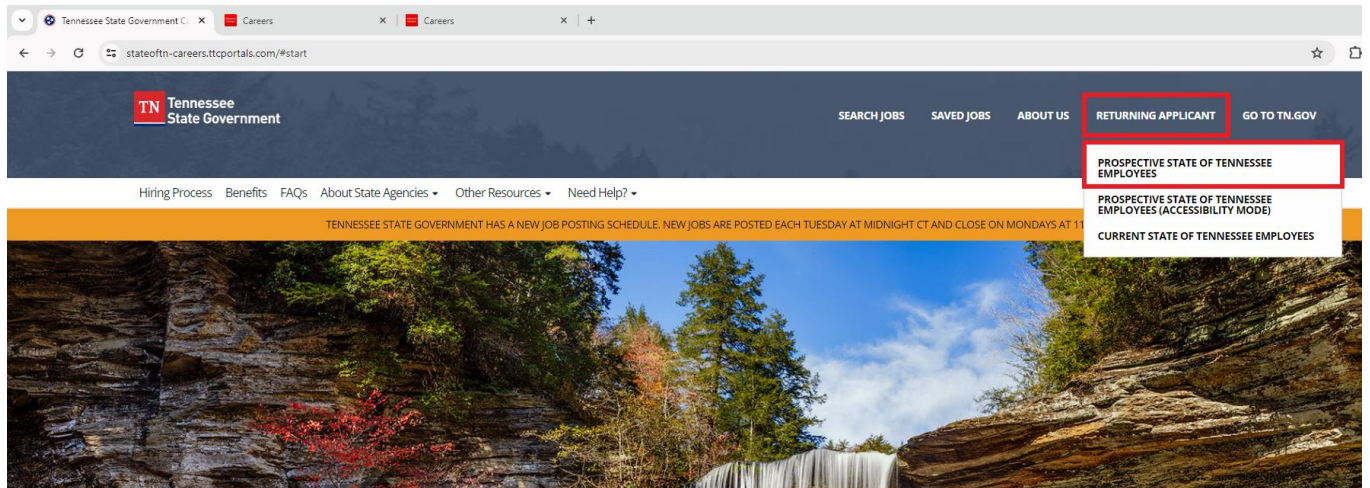 Tennessee State Government C
Careers
Careers
stateoftn-careers.ttcportals.com/#start
TN Tennessee
State Government
SEARCH JOBS SAVED JOBS ABOUT US RETURNING APPLICANT GO TO TN.GOV
PROSPECTIVE STATE OF TENNESSEE
EMPLOYEES
PROSPECTIVE STATE OF TENNESSEE
EMPLOYEES (ACCESSIBILITY MODE)
CURRENT STATE OF TENNESSEE EMPLOYEES
Hiring Process Benefits FAQs About State Agencies Other Resources Need Help?
TENNESSEE STATE GOVERNMENT HAS A NEW JOB POSTING SCHEDULE. NEW JOBS ARE POSTED EACH TUESDAY AT MIDNIGHT CT AND CLOSE ON MONDAYS AT 11